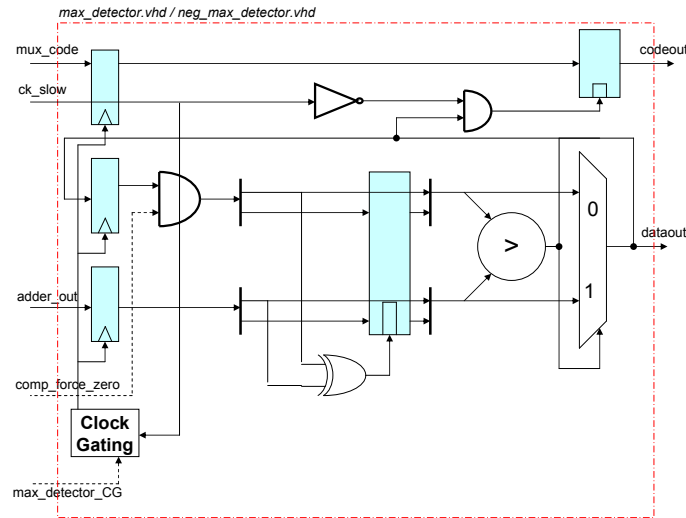 max_detector.vhd / neg_max_detector.vhd
mux_code
codeout
ck_slow
0
>
dataout
1
adder_out
comp_force_zero
Clock
Gating
max_detector_CG